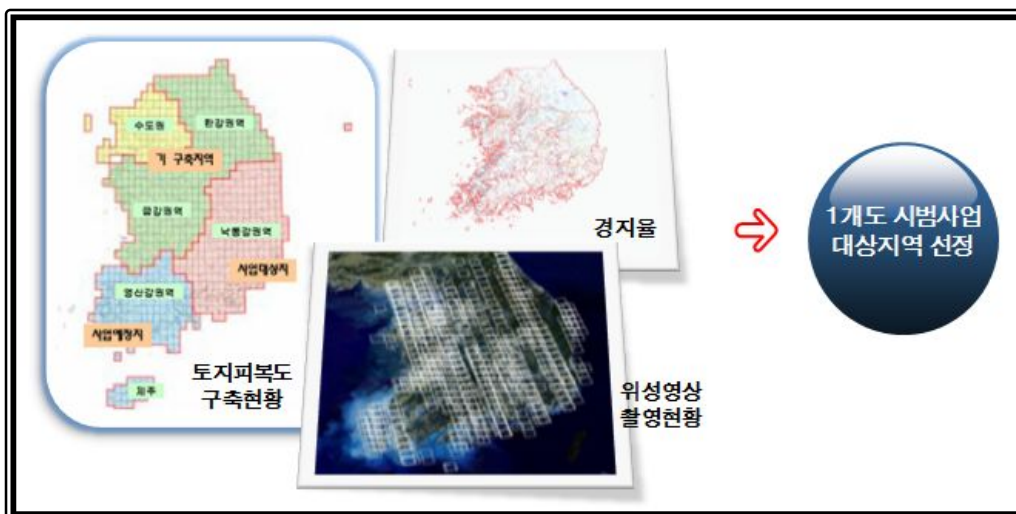 수도권
한강권역
기 구축지역
금강권역
낙동강권역
사업대상지
영산강권역
사업예정지
제주
토지피복도
구축현황
경지율
위성영상
촬영현황
1개도 시범사업
대상지역 선정